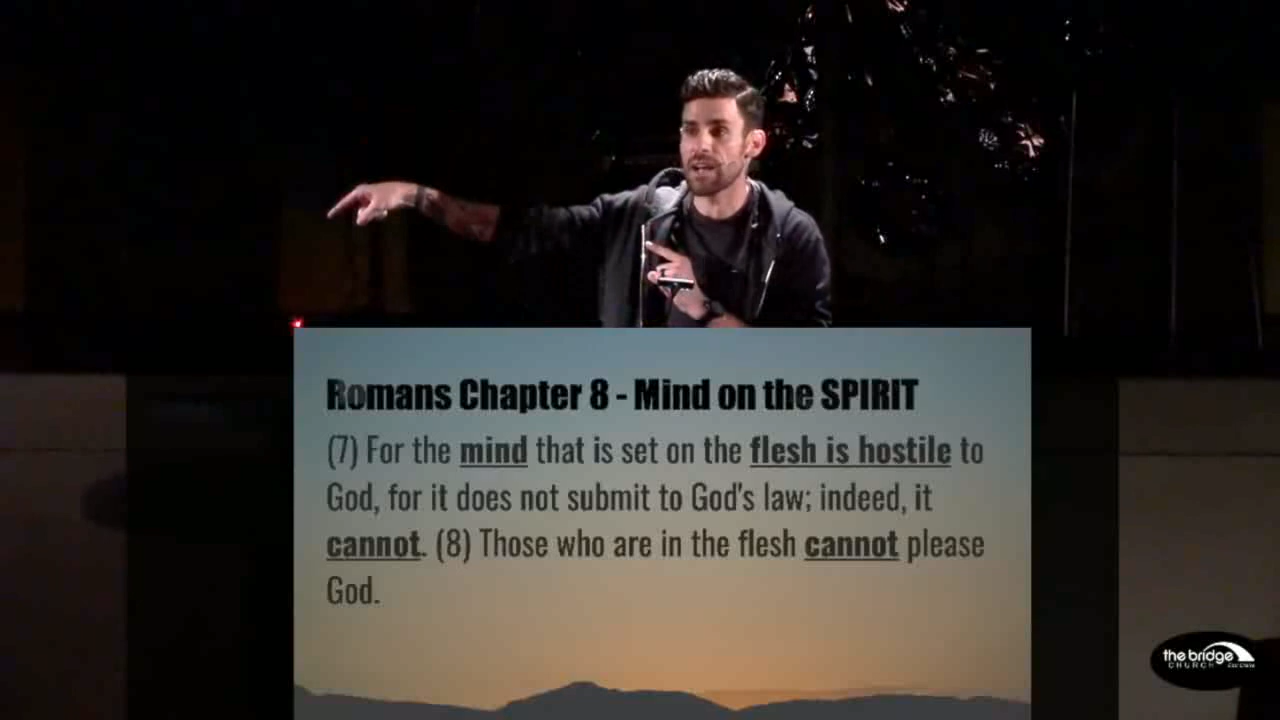 Romans Chapter 8 - Mind on the SPIRIT
(7) For the mind that is set on the flesh is hostile to
God, for it does not submit to God's law; indeed, it
cannot. (8) Those who are in the flesh cannot please
God.
the bridge
CHURCH